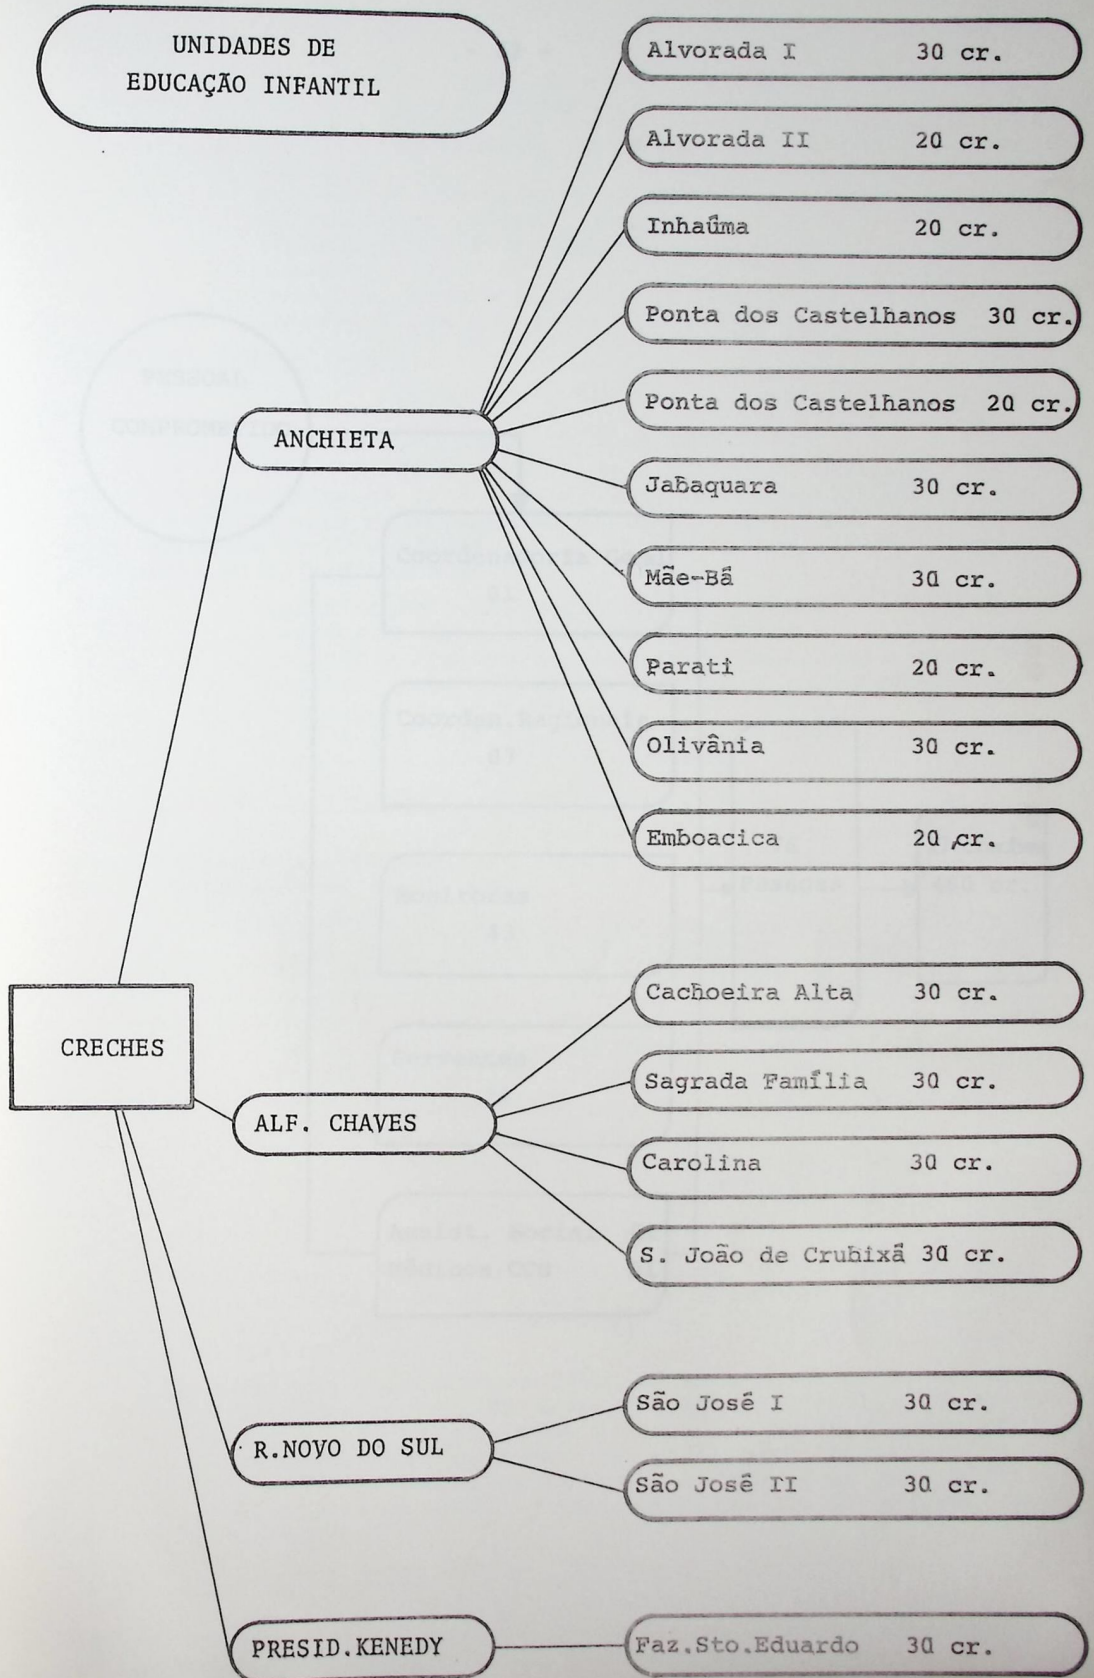 UNIDADES DE
EDUCAÇÃO INFANTIL
CRECHES
ANCHIETA
Alvorada I 30 cr.
Alvorada II 20 cr.
Inhaúma 20 cr.
Ponta dos Castelhanos 30 cr.
Ponta dos Castelhanos 20 cr.
Jabaquara 30 cr.
Mãe-Bá 30 cr.
Parati 20 cr.
Olivânia 30 cr.
Emboacica 20 cr.
ALF. CHAVES
Cachoeira Alta 30 cr.
Sagrada Família 30 cr.
Carolina 30 cr.
S. João de Crubixá 30 cr.
R.NOVO DO SUL
São José I 30 cr.
São José II 30 cr.
PRESID.KENEDY
Faz.Sto.Eduardo 30 cr.